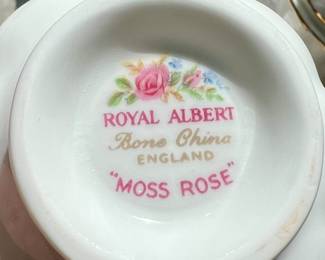 ROYAL ALBERT
Bone China
ENGLAND
"MOSS ROSE"